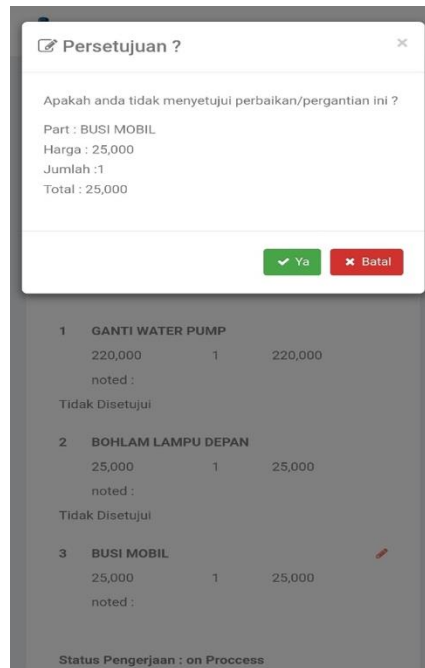 Persetujuan ?
×
Apakah anda tidak menyetujui perbaikan/pergantian ini ?
Part : BUSI MOBIL
Harga : 25,000
Jumlah :1
Total : 25,000
Ya Batal
1 GANTI WATER PUMP
220,000 1 220,000
noted :
Tidak Disetujui
2 BOHLAM LAMPU DEPAN
25,000 1 25,000
noted :
Tidak Disetujui
3 BUSI MOBIL
25,000 1 25,000
noted :
Status Pengerjaan : on Proccess